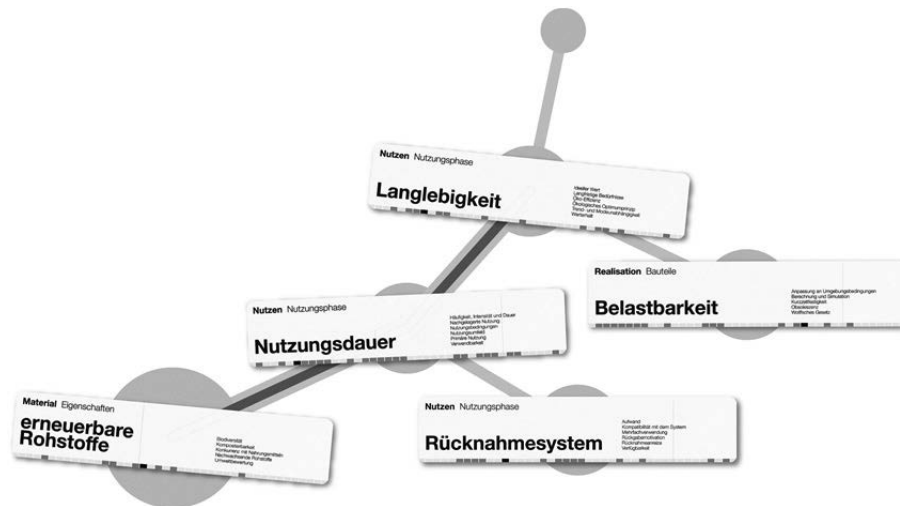 Nutzen Nutzungsphase
Langlebigkeit
Ideeller Wert
Langfristige Bedürfnisse
Öko-Effizienz
Ökologisches Optimumprinzip
Trend- und Modeunabhängigkeit
Werterhalt
Realisation Bauteile
Belastbarkeit
Anpassung an Umgebungsbedingungen
Berechnung und Simulation
Kurzzeitfestigkeit
Obsoleszenz
Wolffsches Gesetz
Nutzen Nutzungsphase
Nutzungsdauer
Häufigkeit, Intensität und Dauer
Nachgelagerte Nutzung
Nutzungsbedingungen
Nutzungsumfeld
Primäre Nutzung
Verwendbarkeit
Material Eigenschaften
erneuerbare
Rohstoffe
Biodiversität
Kompostierbarkeit
Konkurrenz mit Nahrungsmitteln
Nachwachsende Rohstoffe
Umweltbewertung
Nutzen Nutzungsphase
Rücknahmesystem
Aufwand
Kompatibilität mit dem System
Mehrfachverwendung
Rückgabemotivation
Rücknahmeanreiz
Verfügbarkeit